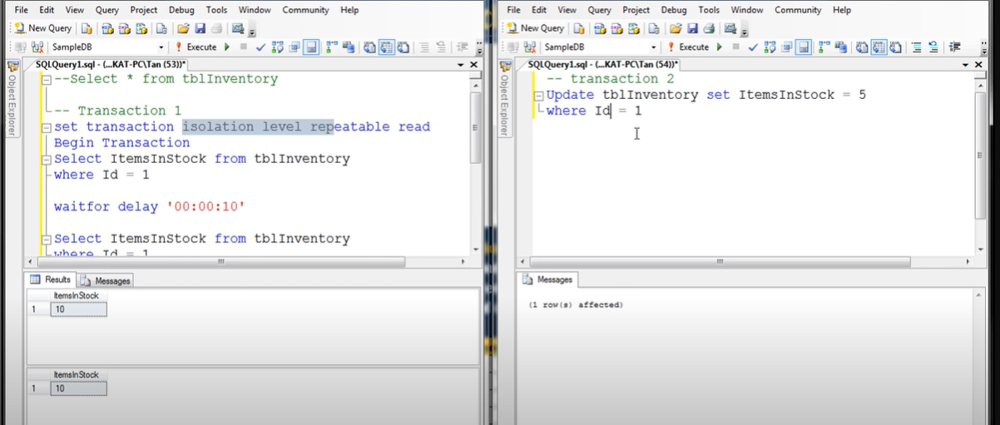 File Edit View Query Project Debug Tools Window Community Help
New Query
SampleDB Execute
SQLQuery1.sql - (...KAT-PC\Tan (53))*
Object Explorer
--Select * from tblInventory
-- Transaction 1
set transaction isolation level repeatable read
Begin Transaction
Select ItemsInStock from tblInventory
where Id = 1
waitfor delay '00:00:10'
Select ItemsInStock from tblInventory
where Id = 1
Results Messages
ItemsInStock
1 10
ItemsInStock
1 10
File Edit View Query Project Debug Tools Window Community Help
New Query
SampleDB Execute
SQLQuery1.sql - (...KAT-PC\Tan (54))*
Object Explorer
-- transaction 2
Update tblInventory set ItemsInStock = 5
where Id = 1
Messages
(1 row(s) affected)